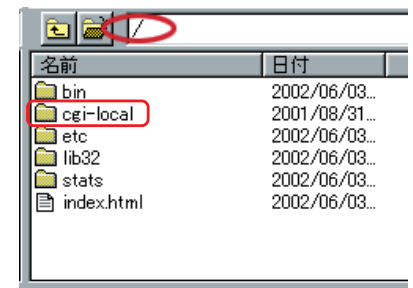 /
名前 日付
bin 2002/06/03...
cgi-local 2001/08/31...
etc 2002/06/03...
lib32 2002/06/03...
stats 2002/06/03...
index.html 2002/06/03...